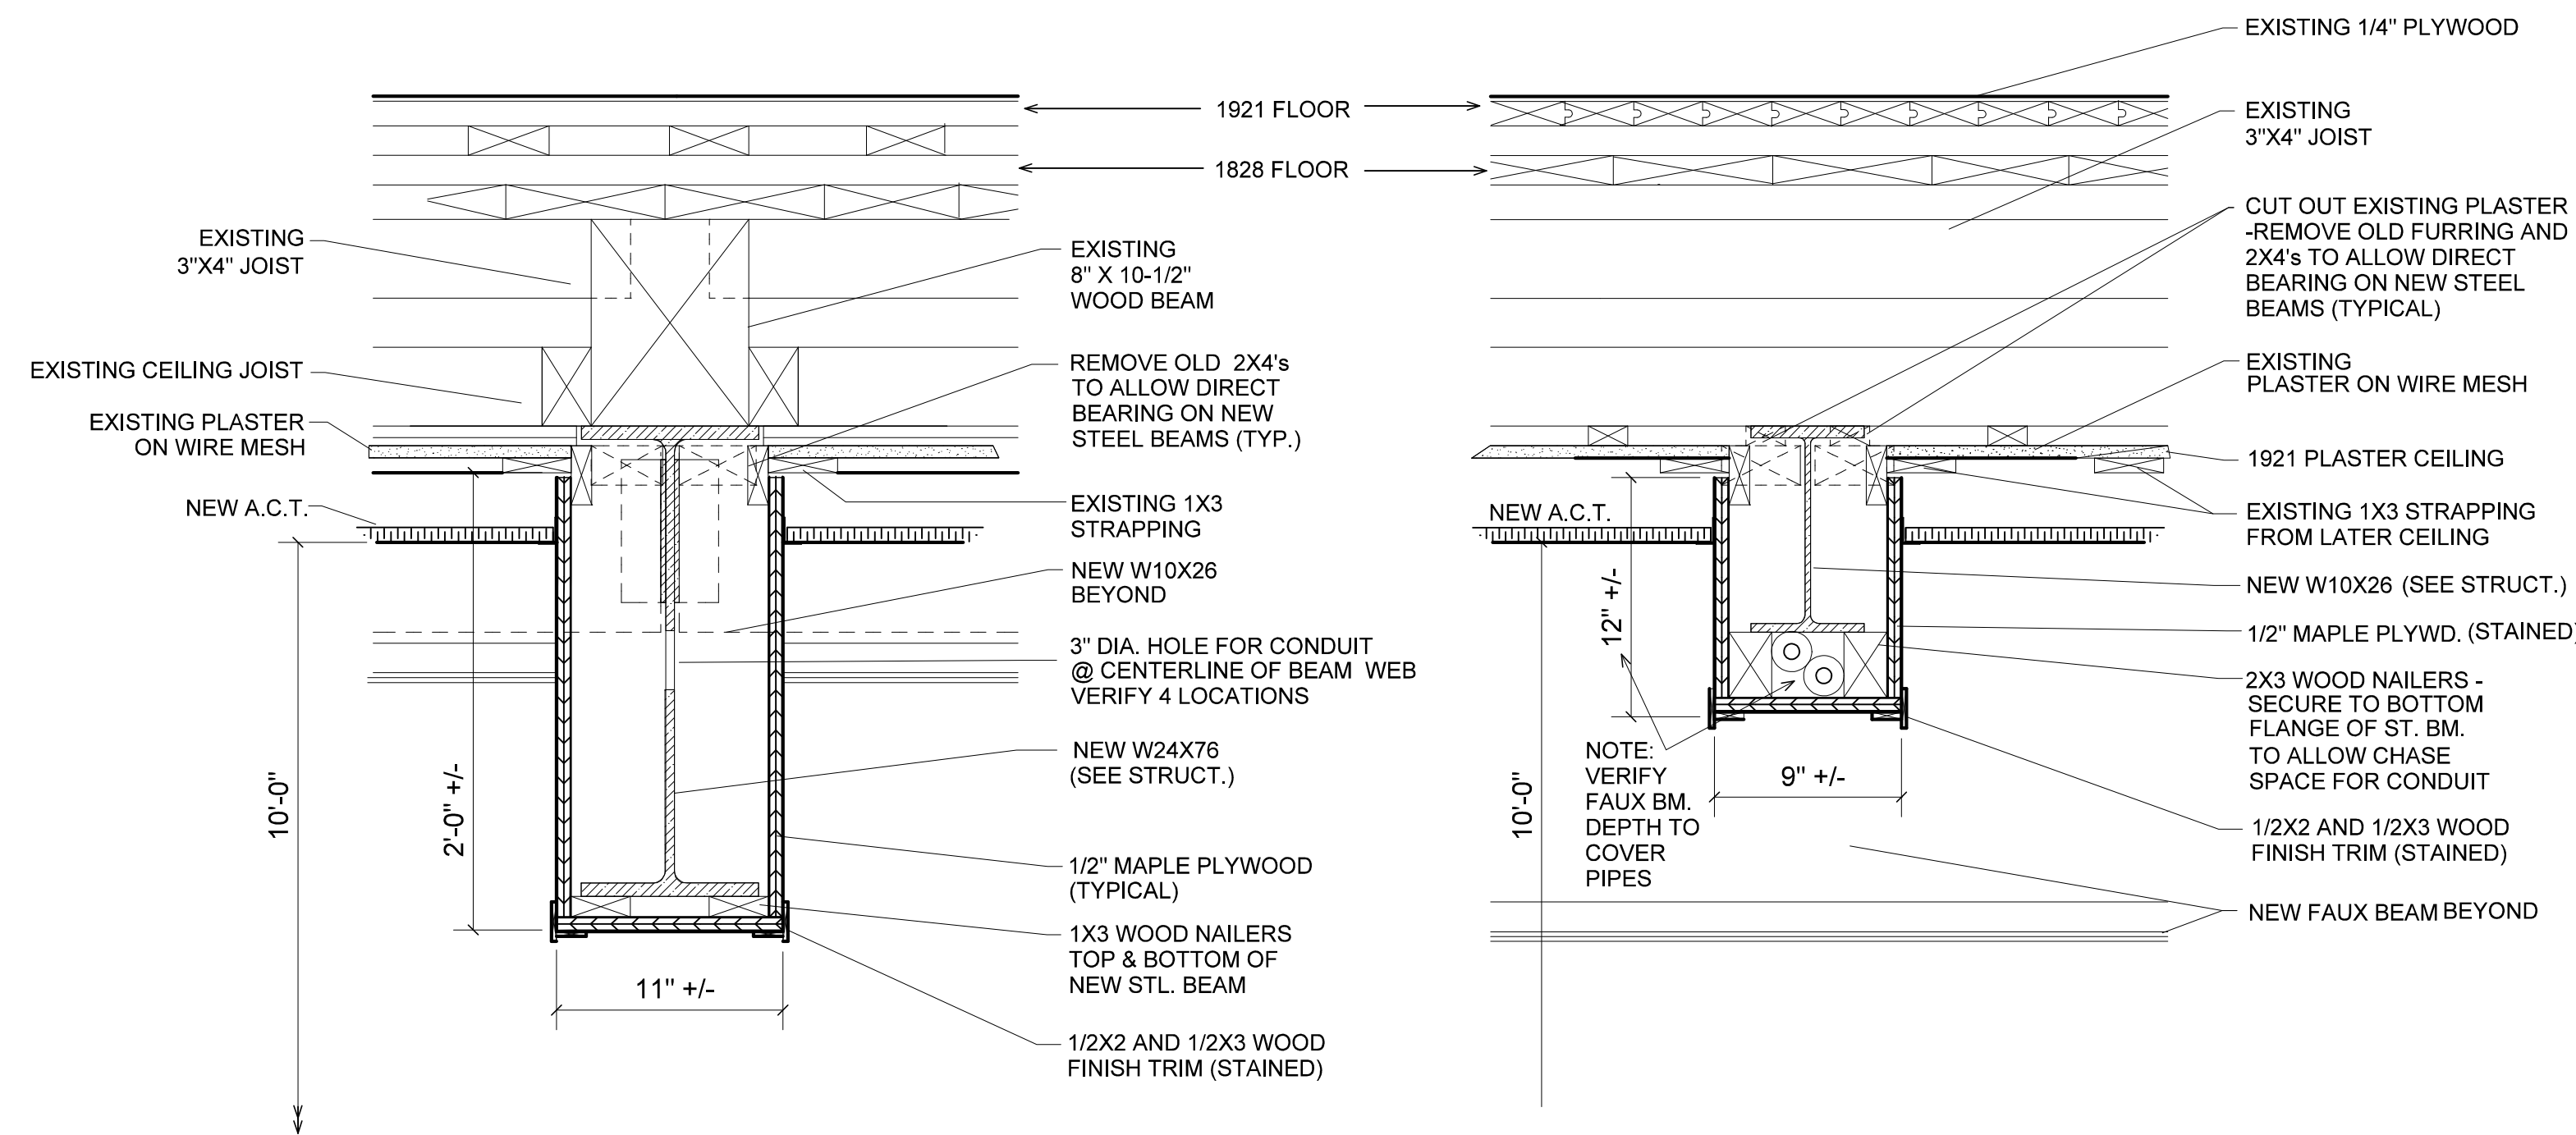 EXISTING 1/4" PLYWOOD
1921 FLOOR
1828 FLOOR
EXISTING
3"X4" JOIST
EXISTING CEILING JOIST
EXISTING PLASTER
ON WIRE MESH
NEW A.C.T.
10'-0"
2'-0" +/-
11" +/-
EXISTING
8" X 10-1/2"
WOOD BEAM
REMOVE OLD 2X4's
TO ALLOW DIRECT
BEARING ON NEW
STEEL BEAMS (TYP.)
EXISTING 1X3
STRAPPING
NEW W10X26
BEYOND
3" DIA. HOLE FOR CONDUIT
@ CENTERLINE OF BEAM WEB
VERIFY 4 LOCATIONS
NEW W24X76
(SEE STRUCT.)
1/2" MAPLE PLYWOOD
(TYPICAL)
1X3 WOOD NAILERS
TOP & BOTTOM OF
NEW STL. BEAM
1/2X2 AND 1/2X3 WOOD
FINISH TRIM (STAINED)
NEW A.C.T.
12" +/-
10'-0"
NOTE:
VERIFY
FAUX BM.
DEPTH TO
COVER
PIPES
9" +/-
EXISTING
3"X4" JOIST
CUT OUT EXISTING PLASTER
-REMOVE OLD FURRING AND
2X4's TO ALLOW DIRECT
BEARING ON NEW STEEL
BEAMS (TYPICAL)
EXISTING
PLASTER ON WIRE MESH
1921 PLASTER CEILING
EXISTING 1X3 STRAPPING
FROM LATER CEILING
NEW W10X26 (SEE STRUCT.)
1/2" MAPLE PLYWD. (STAINED)
2X3 WOOD NAILERS -
SECURE TO BOTTOM
FLANGE OF ST. BM.
TO ALLOW CHASE
SPACE FOR CONDUIT
1/2X2 AND 1/2X3 WOOD
FINISH TRIM (STAINED)
NEW FAUX BEAM BEYOND